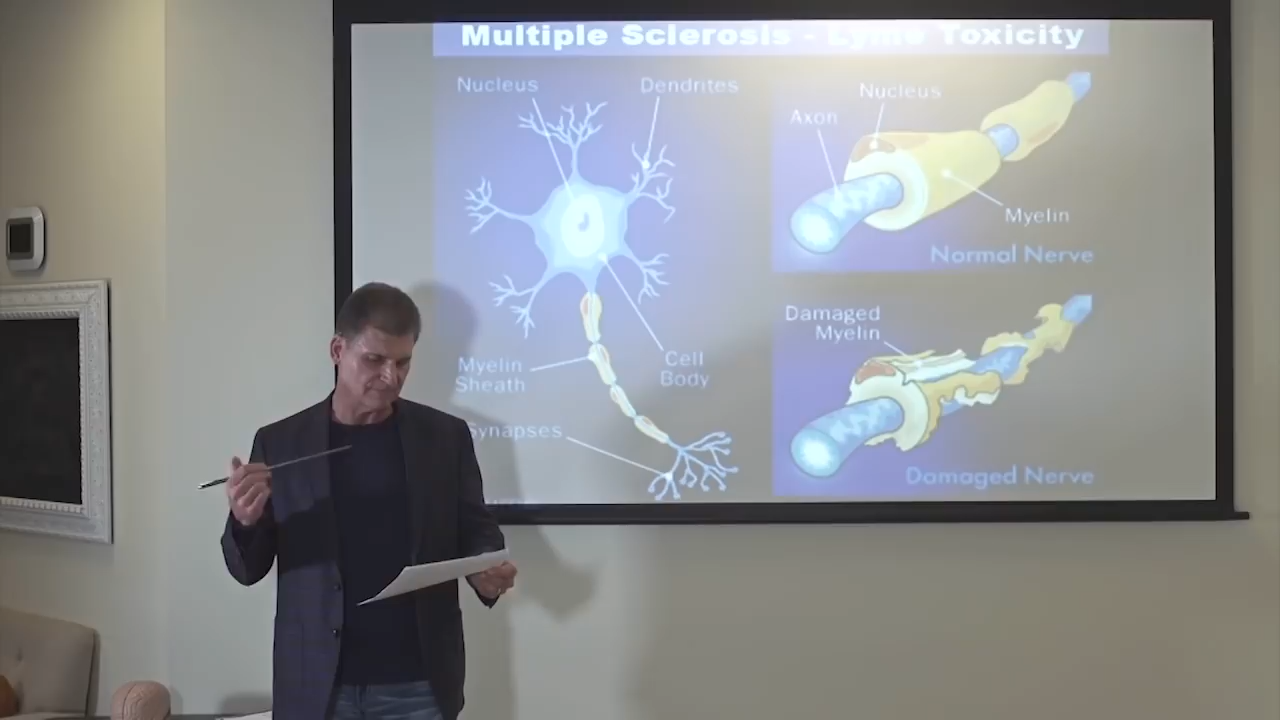 Multiple Sclerosis - Lyme Toxicity
Nucleus
Dendrites
Myelin
Sheath
Cell
Body
Synapses
Nucleus
Axon
Myelin
Normal Nerve
Damaged
Myelin
Damaged Nerve